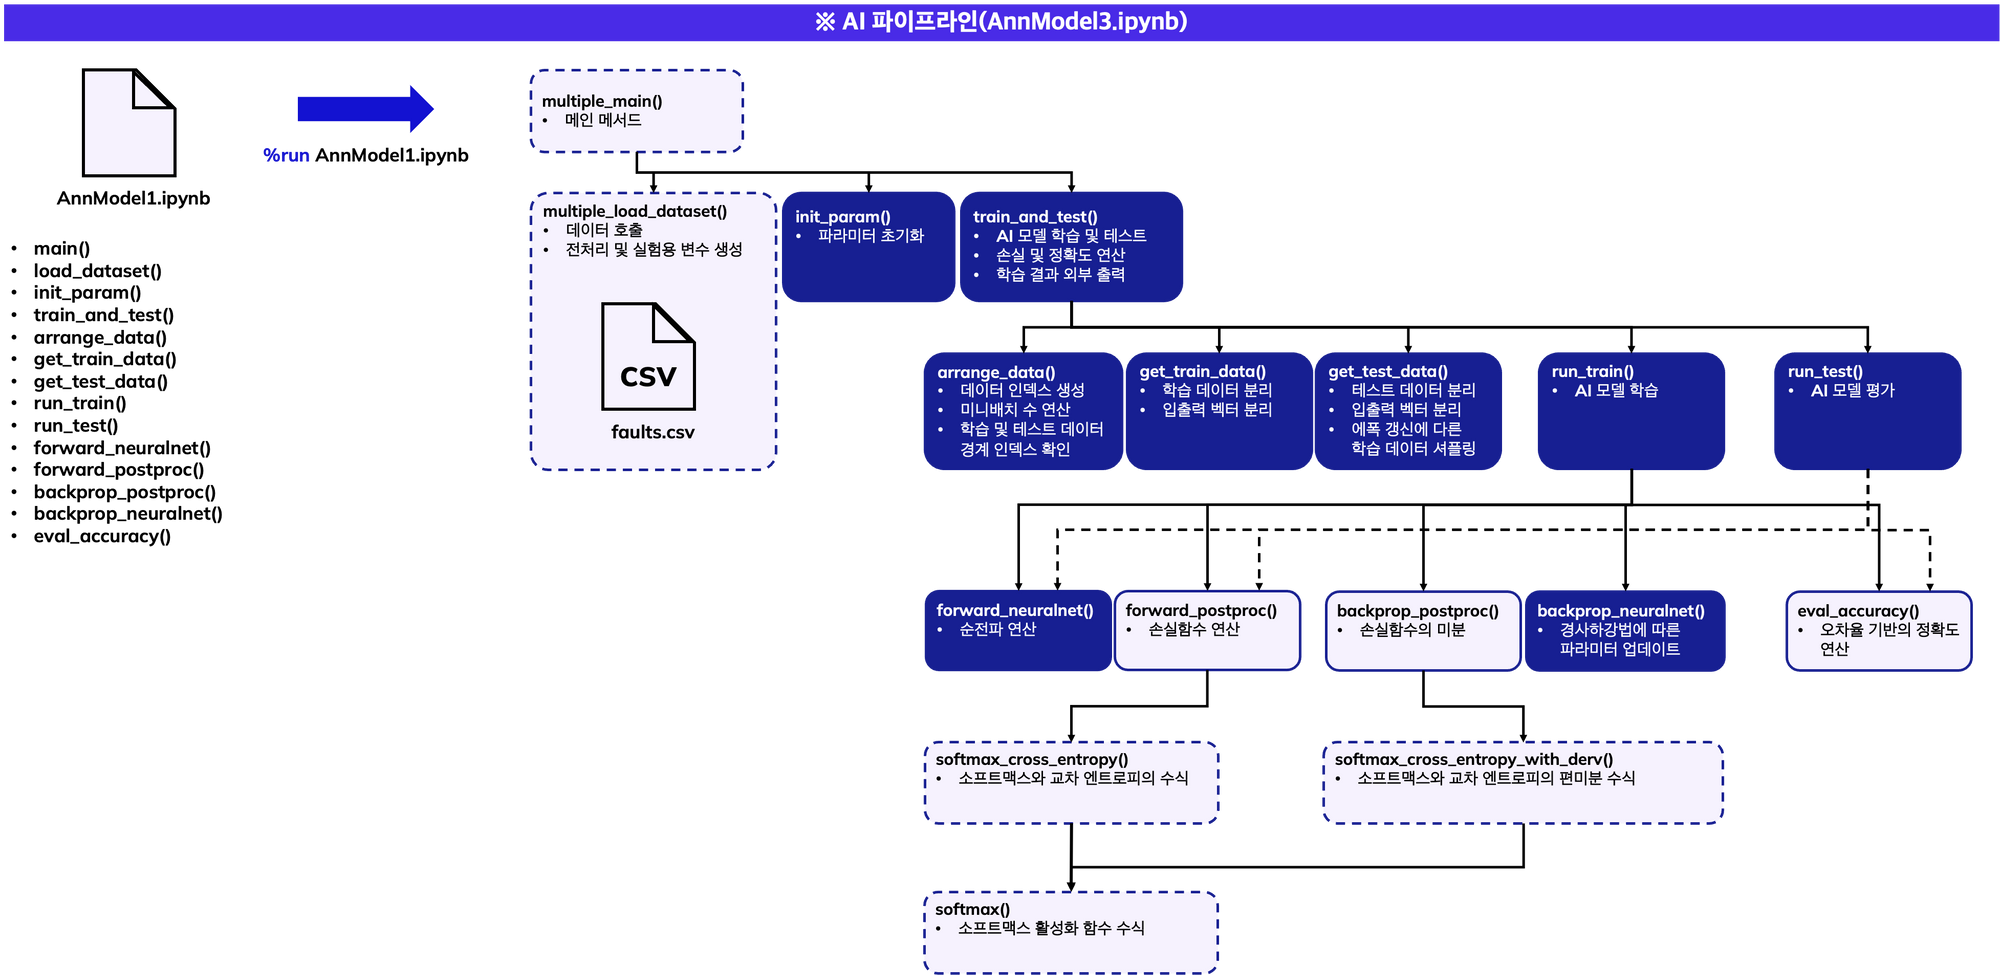 ※ AI 파이프라인(AnnModel3.ipynb)
AnnModel1.ipynb
%run AnnModel1.ipynb
• main()
• load_dataset()
• init_param()
• train_and_test()
• arrange_data()
• get_train_data()
• get_test_data()
• run_train()
• run_test()
• forward_neuralnet()
• forward_postproc()
• backprop_postproc()
• backprop_neuralnet()
• eval_accuracy()
multiple_main()
• 메인 메서드
multiple_load_dataset()
• 데이터 호출
• 전처리 및 실험용 변수 생성
CSV
faults.csv
init_param()
• 파라미터 초기화
train_and_test()
• AI 모델 학습 및 테스트
• 손실 및 정확도 연산
• 학습 결과 외부 출력
arrange_data()
• 데이터 인덱스 생성
• 미니배치 수 연산
• 학습 및 테스트 데이터
경계 인덱스 확인
get_train_data()
• 학습 데이터 분리
• 입출력 벡터 분리
get_test_data()
• 테스트 데이터 분리
• 입출력 벡터 분리
• 에폭 갱신에 다른
학습 데이터 셔플링
run_train()
• AI 모델 학습
run_test()
• AI 모델 평가
forward_neuralnet()
• 순전파 연산
forward_postproc()
• 손실함수 연산
backprop_postproc()
• 손실함수의 미분
backprop_neuralnet()
• 경사하강법에 따른
파라미터 업데이트
eval_accuracy()
• 오차율 기반의 정확도
연산
softmax_cross_entropy()
• 소프트맥스와 교차 엔트로피의 수식
softmax_cross_entropy_with_derv()
• 소프트맥스와 교차 엔트로피의 편미분 수식
softmax()
• 소프트맥스 활성화 함수 수식